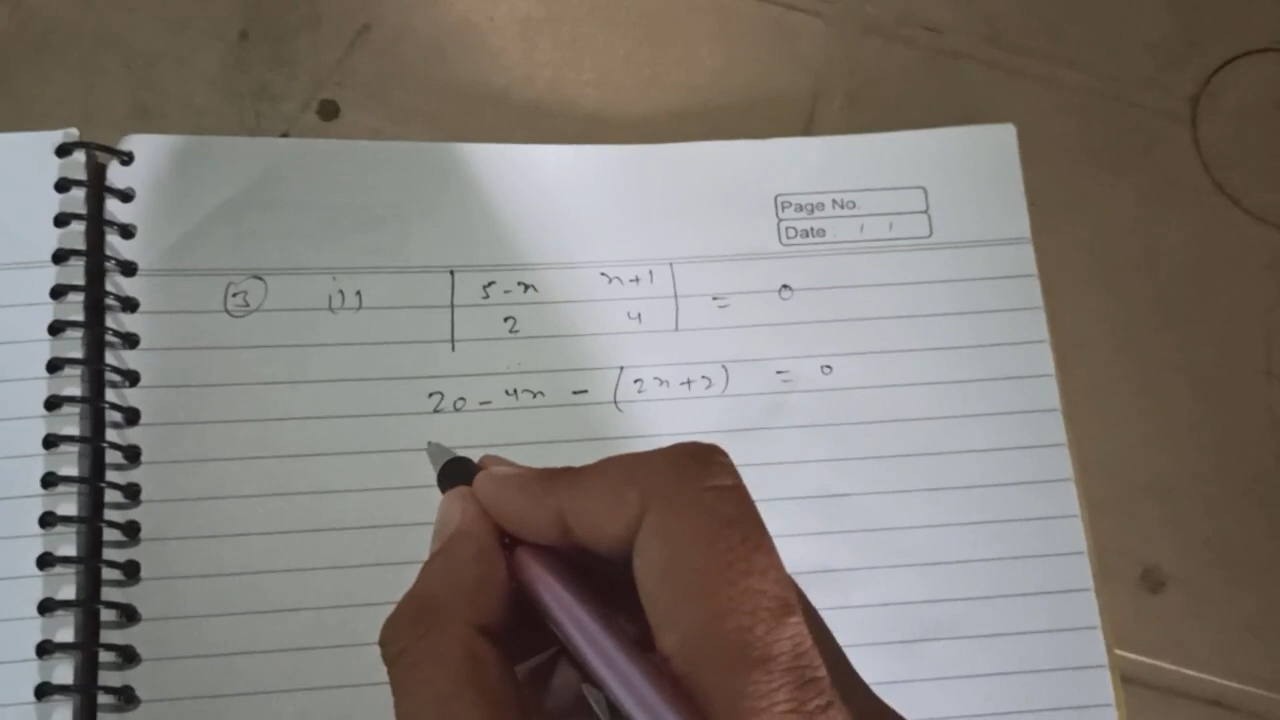 Page No.
Date : / /
③ i) | 5-x x+1 | = 0
| 2 4 |
20-4x - (2x+2) = 0